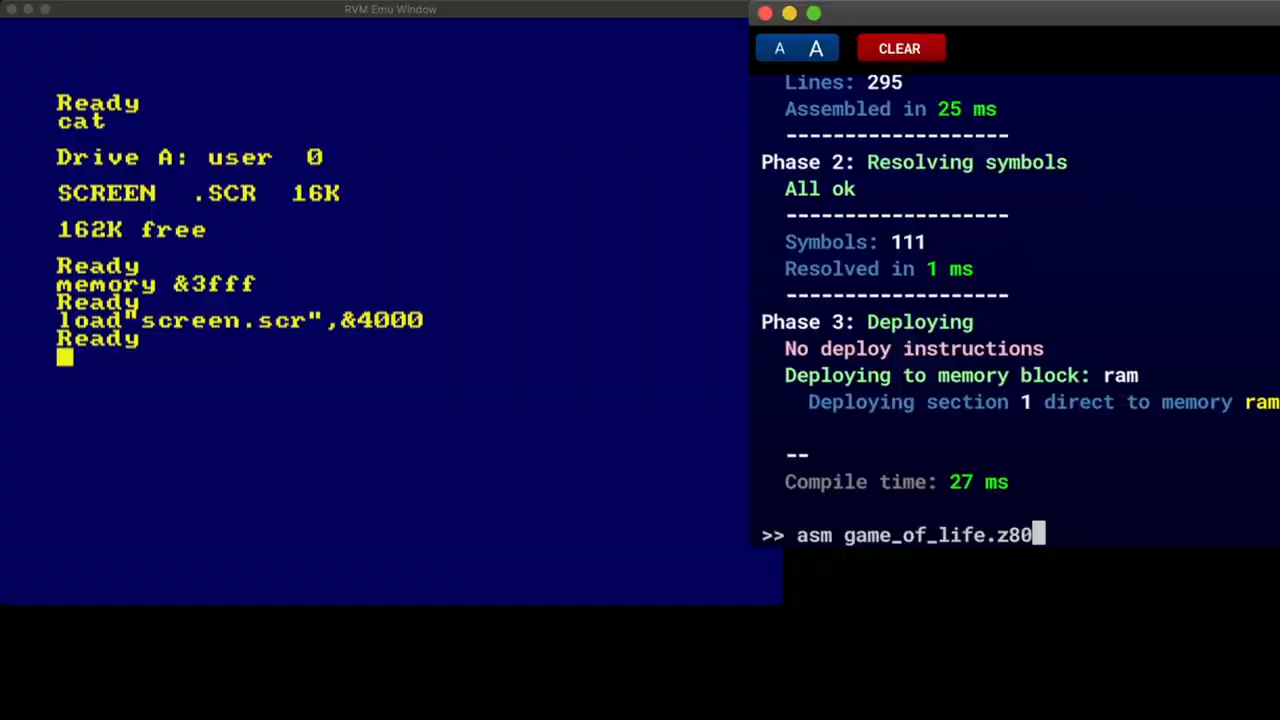 RVM Emu Window
Ready
cat
Drive A: user 0
SCREEN .SCR 16K
162K free
Ready
memory &3fff
Ready
load"screen.scr",&4000
Ready
A A CLEAR
Lines: 295
Assembled in 25 ms
-------------------
Phase 2: Resolving symbols
All ok
-------------------
Symbols: 111
Resolved in 1 ms
-------------------
Phase 3: Deploying
No deploy instructions
Deploying to memory block: ram
Deploying section 1 direct to memory ram
--
Compile time: 27 ms
>> asm game_of_life.z80